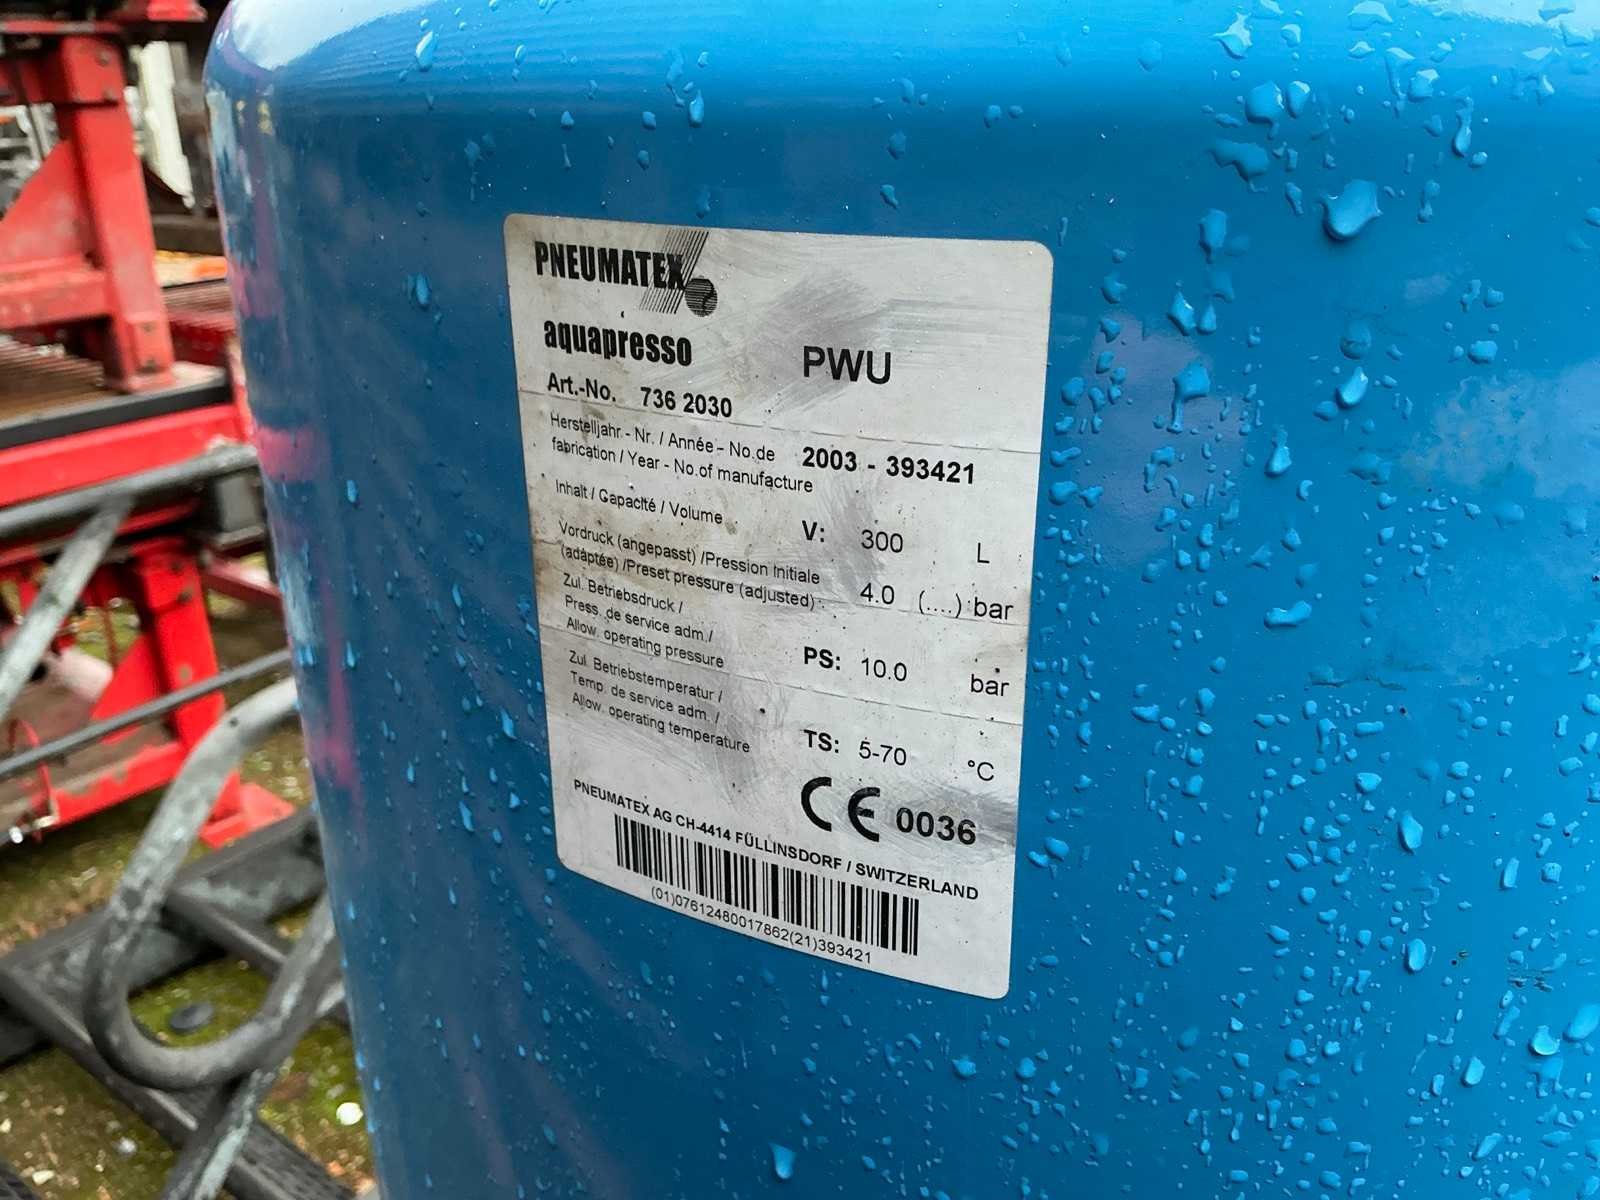 PNEUMATEX
aquapresso PWU
Art.-No. 736 2030
Herstelljahr - Nr. / Année - No.de
fabrication / Year - No.of manufacture
2003 - 393421
Inhalt / Capacité / Volume V: 300 L
Vordruck (angepasst) /Pression Initiale
(adaptée) /Preset pressure (adjusted) : 4.0 (....) bar
Zul. Betriebsdruck /
Press. de service adm./
Allow. operating pressure PS: 10.0 bar
Zul. Betriebstemperatur /
Temp. de service adm. /
Allow. operating temperature TS: 5-70 °C
CE 0036
PNEUMATEX AG CH-4414 FÜLLINSDORF / SWITZERLAND
(01)07612480017862(21)393421